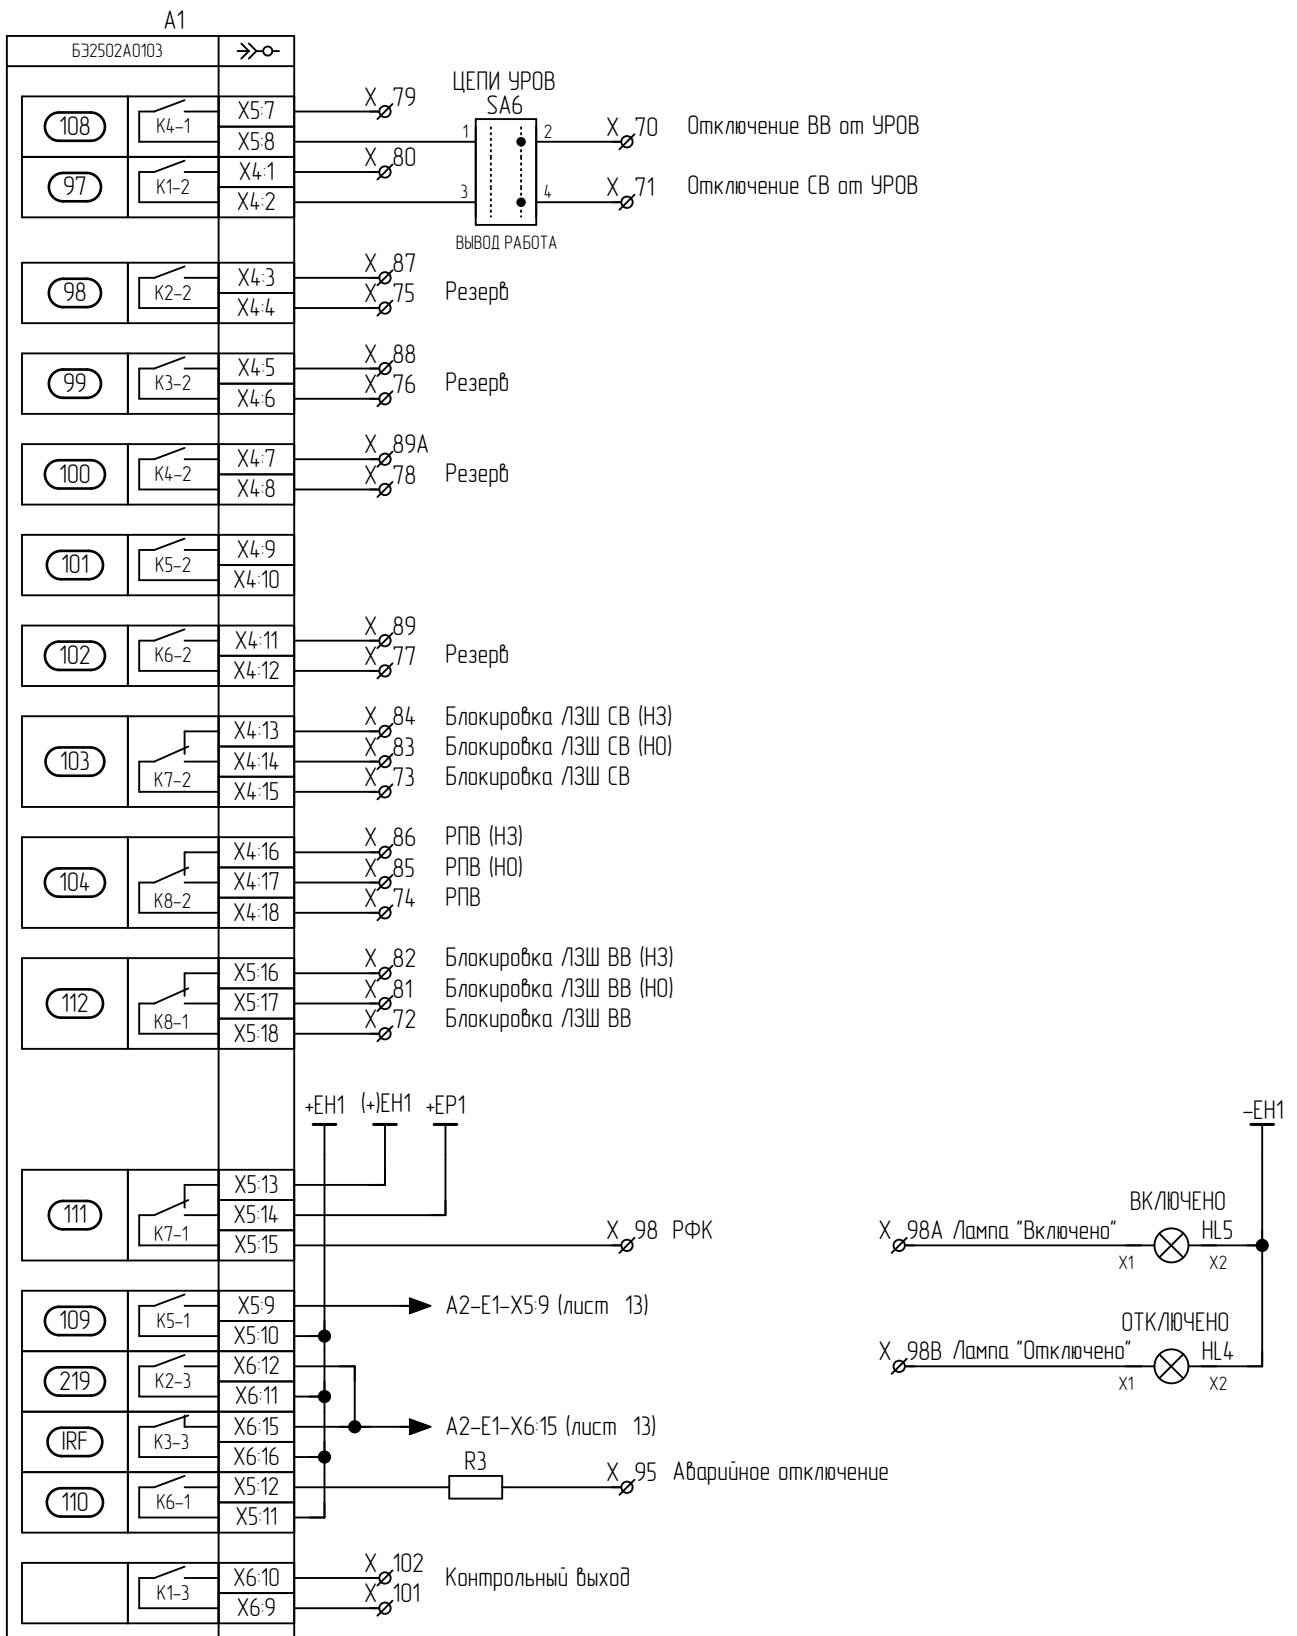 A1
БЭ2502А0103
108 K4-1 X5:7 X 79
X5:8
97 K1-2 X4:1 X 80
X4:2
ЦЕПИ УРОВ
SA6
1 2 X 70 Отключение ВВ от УРОВ
3 4 X 71 Отключение СВ от УРОВ
ВЫВОД РАБОТА
98 K2-2 X4:3 X 87
X4:4 X 75 Резерв
99 K3-2 X4:5 X 88
X4:6 X 76 Резерв
100 K4-2 X4:7 X 89A
X4:8 X 78 Резерв
101 K5-2 X4:9
X4:10
102 K6-2 X4:11 X 89
X4:12 X 77 Резерв
103 K7-2 X4:13 X 84 Блокировка ЛЗШ СВ (НЗ)
X4:14 X 83 Блокировка ЛЗШ СВ (НО)
X4:15 X 73 Блокировка ЛЗШ СВ
104 K8-2 X4:16 X 86 РПВ (НЗ)
X4:17 X 85 РПВ (НО)
X4:18 X 74 РПВ
112 K8-1 X5:16 X 82 Блокировка ЛЗШ ВВ (НЗ)
X5:17 X 81 Блокировка ЛЗШ ВВ (НО)
X5:18 X 72 Блокировка ЛЗШ ВВ
+EH1 (+)EH1 +EP1 -EH1
111 K7-1 X5:13
X5:14
X5:15 X 98 РФК
ВКЛЮЧЕНО
X 98A Лампа "Включено" HL5
X1 X2
109 K5-1 X5:9 A2-E1-X5:9 (лист 13)
X5:10
ОТКЛЮЧЕНО
X 98B Лампа "Отключено" HL4
X1 X2
219 K2-3 X6:12
X6:11
IRF K3-3 X6:15 A2-E1-X6:15 (лист 13)
X6:16
110 K6-1 X5:12 R3 X 95 Аварийное отключение
X5:11
K1-3 X6:10 X 102 Контрольный выход
X6:9 X 101